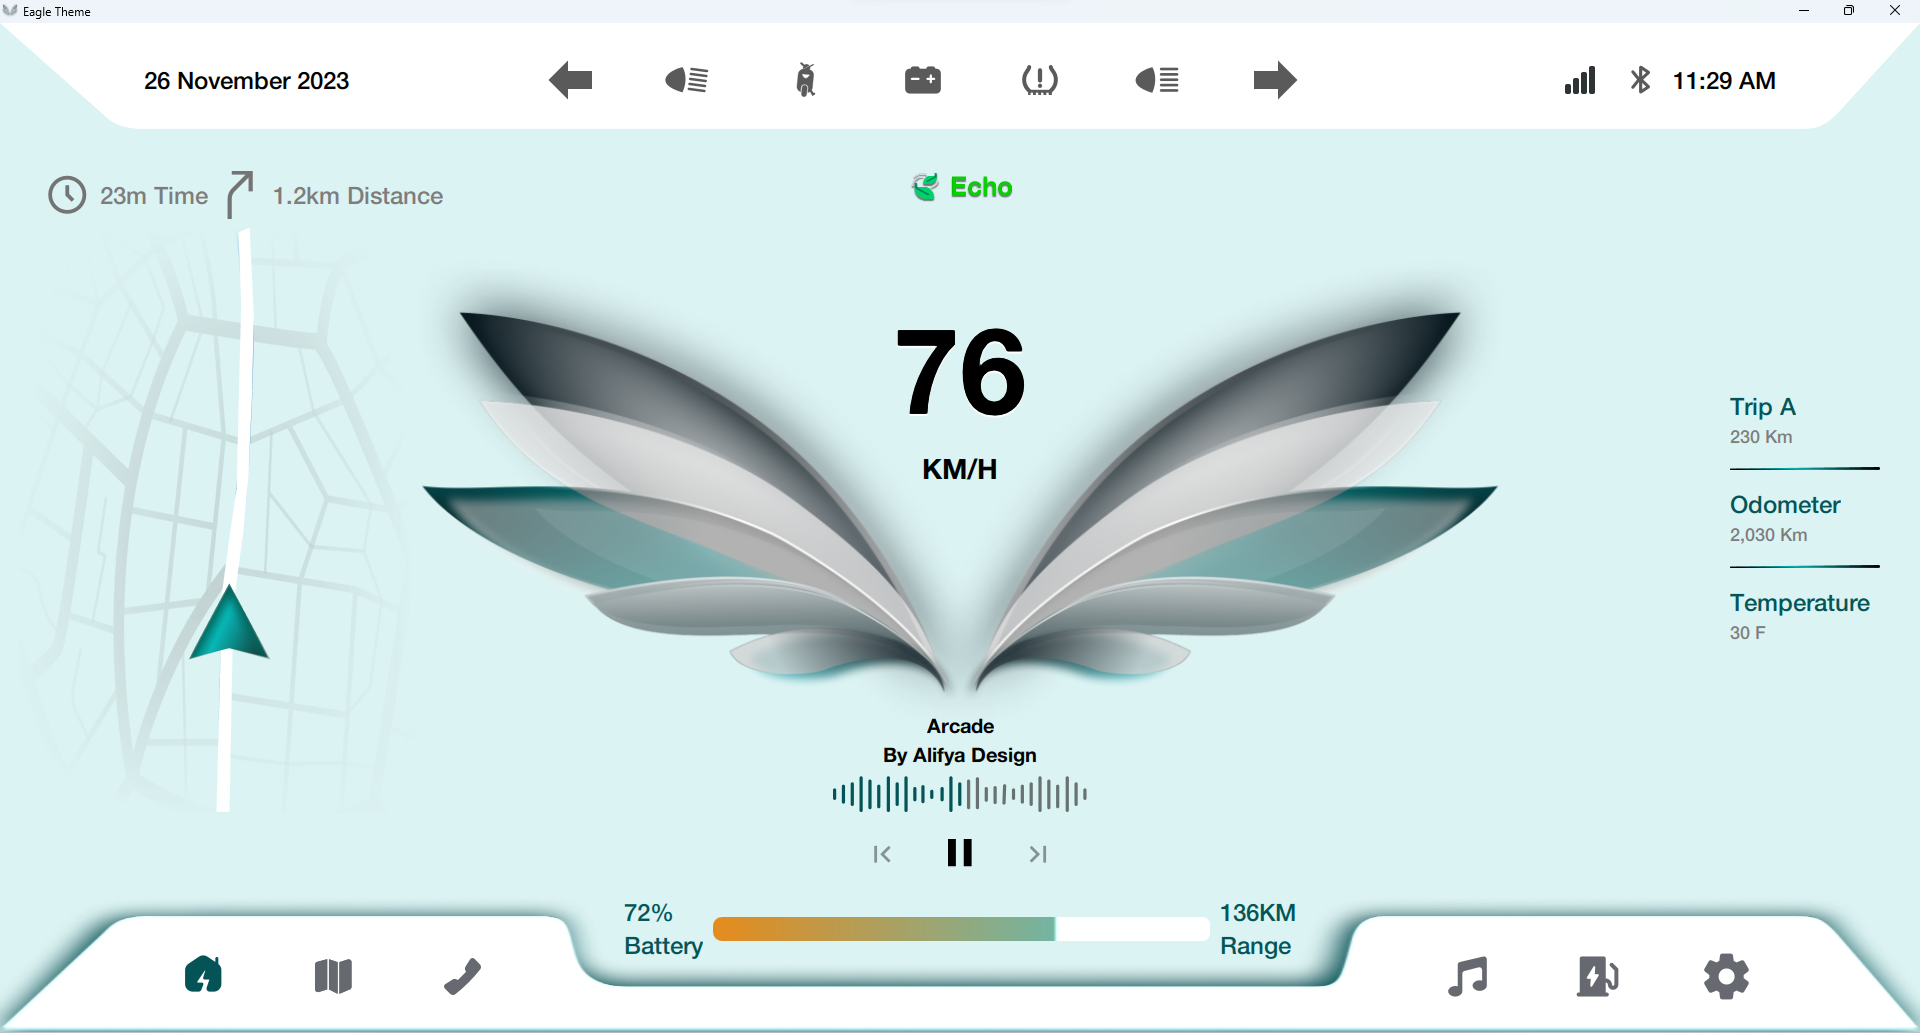 Eagle Theme
26 November 2023
11:29 AM
23m Time
1.2km Distance
Echo
76
KM/H
Trip A
230 Km
Odometer
2,030 Km
Temperature
30 F
Arcade
By Alifya Design
72%
Battery
136KM
Range